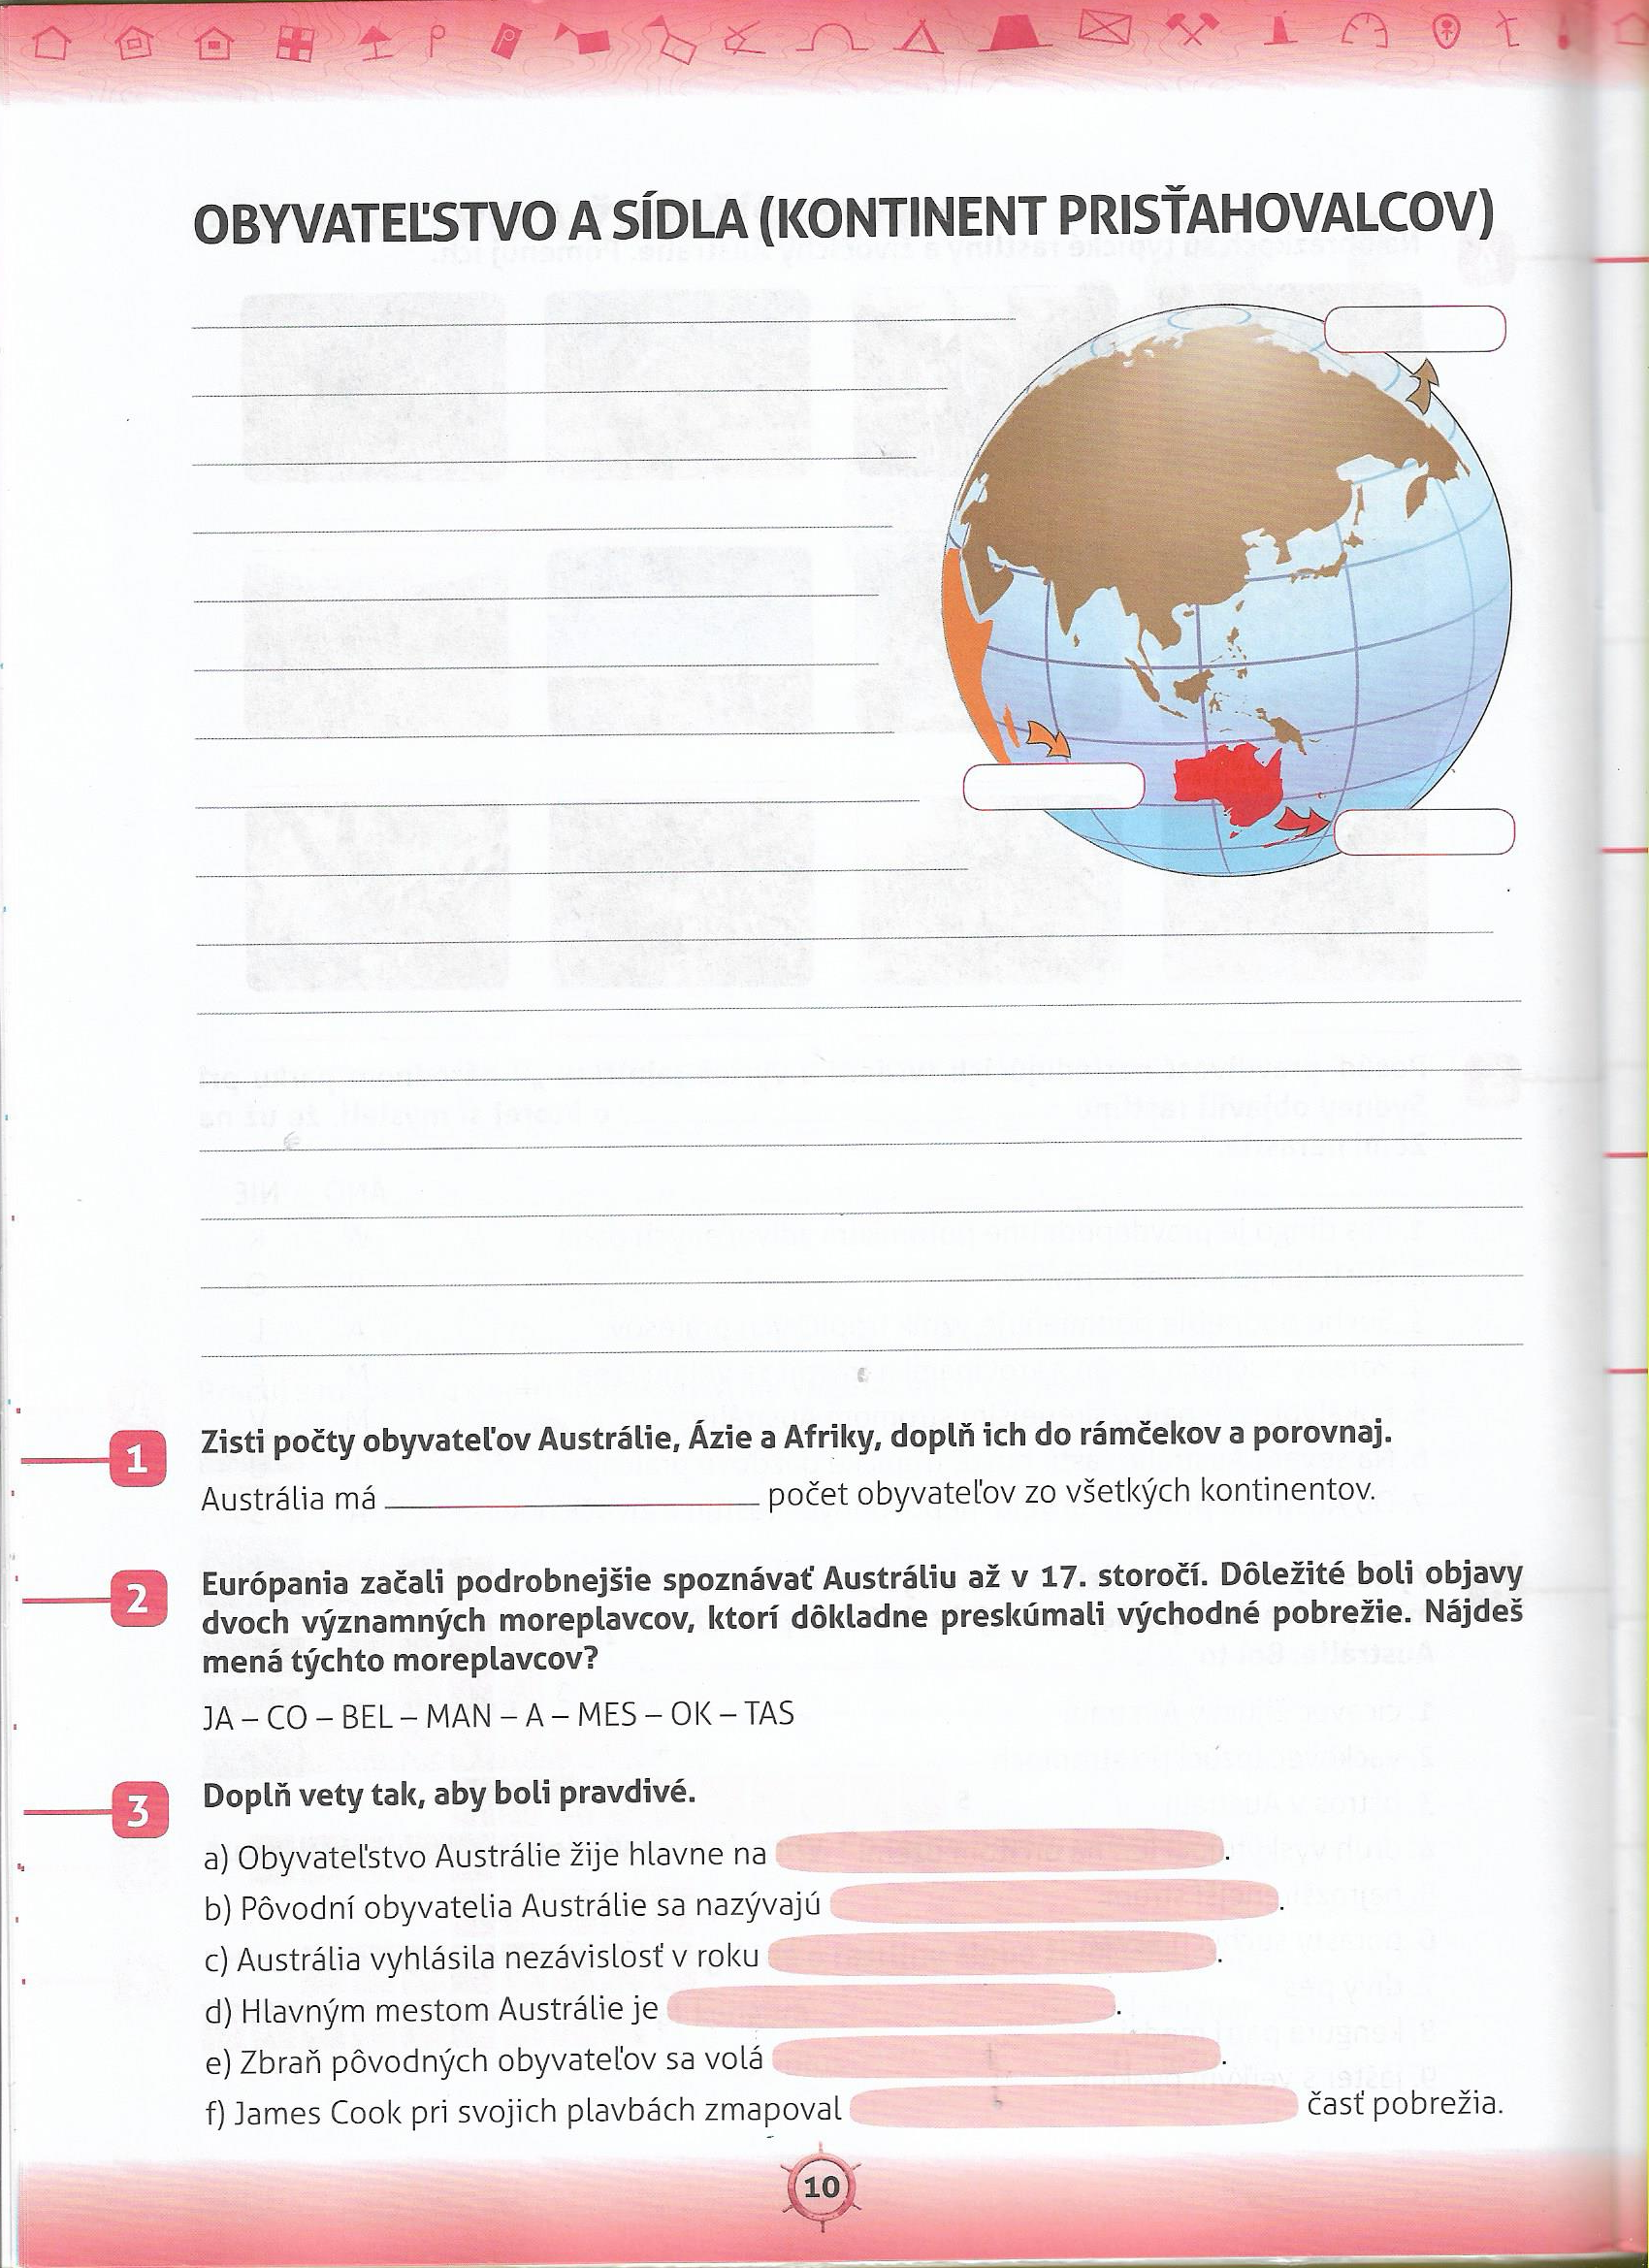 OBYVATEĽSTVO A SÍDLA (KONTINENT PRISŤAHOVALCOV)
1 Zisti počty obyvateľov Austrálie, Ázie a Afriky, doplň ich do rámčekov a porovnaj.
Austrália má ____________ počet obyvateľov zo všetkých kontinentov.
2 Európania začali podrobnejšie spoznávať Austráliu až v 17. storočí. Dôležité boli objavy
dvoch významných moreplavcov, ktorí dôkladne preskúmali východné pobrežie. Nájdeš
mená týchto moreplavcov?
JA – CO – BEL – MAN – A – MES – OK – TAS
3 Doplň vety tak, aby boli pravdivé.
a) Obyvateľstvo Austrálie žije hlavne na .
b) Pôvodní obyvatelia Austrálie sa nazývajú .
c) Austrália vyhlásila nezávislosť v roku .
d) Hlavným mestom Austrálie je .
e) Zbraň pôvodných obyvateľov sa volá .
f) James Cook pri svojich plavbách zmapoval časť pobrežia.
10